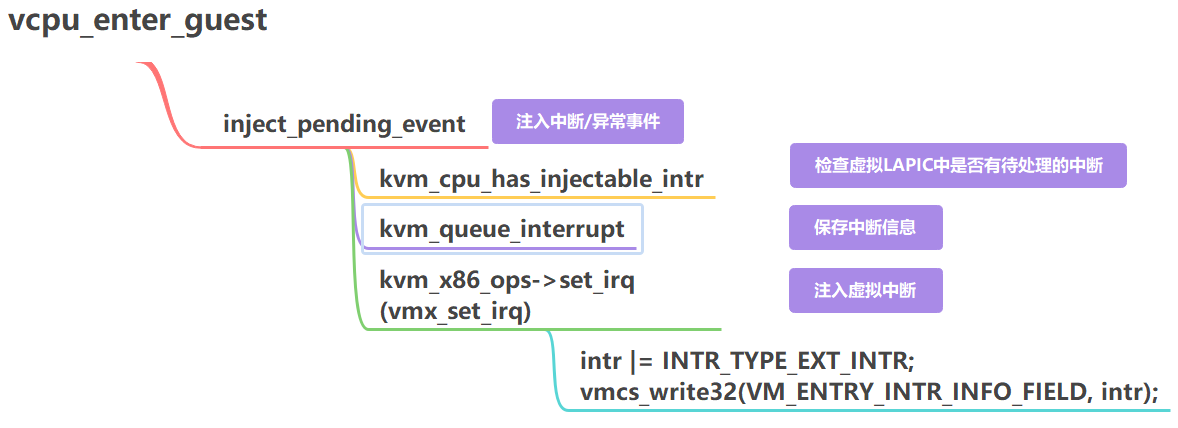 vcpu_enter_guest
inject_pending_event
注入中断/异常事件
kvm_cpu_has_injectable_intr
检查虚拟LAPIC中是否有待处理的中断
kvm_queue_interrupt
保存中断信息
kvm_x86_ops->set_irq
(vmx_set_irq)
注入虚拟中断
intr |= INTR_TYPE_EXT_INTR;
vmcs_write32(VM_ENTRY_INTR_INFO_FIELD, intr);